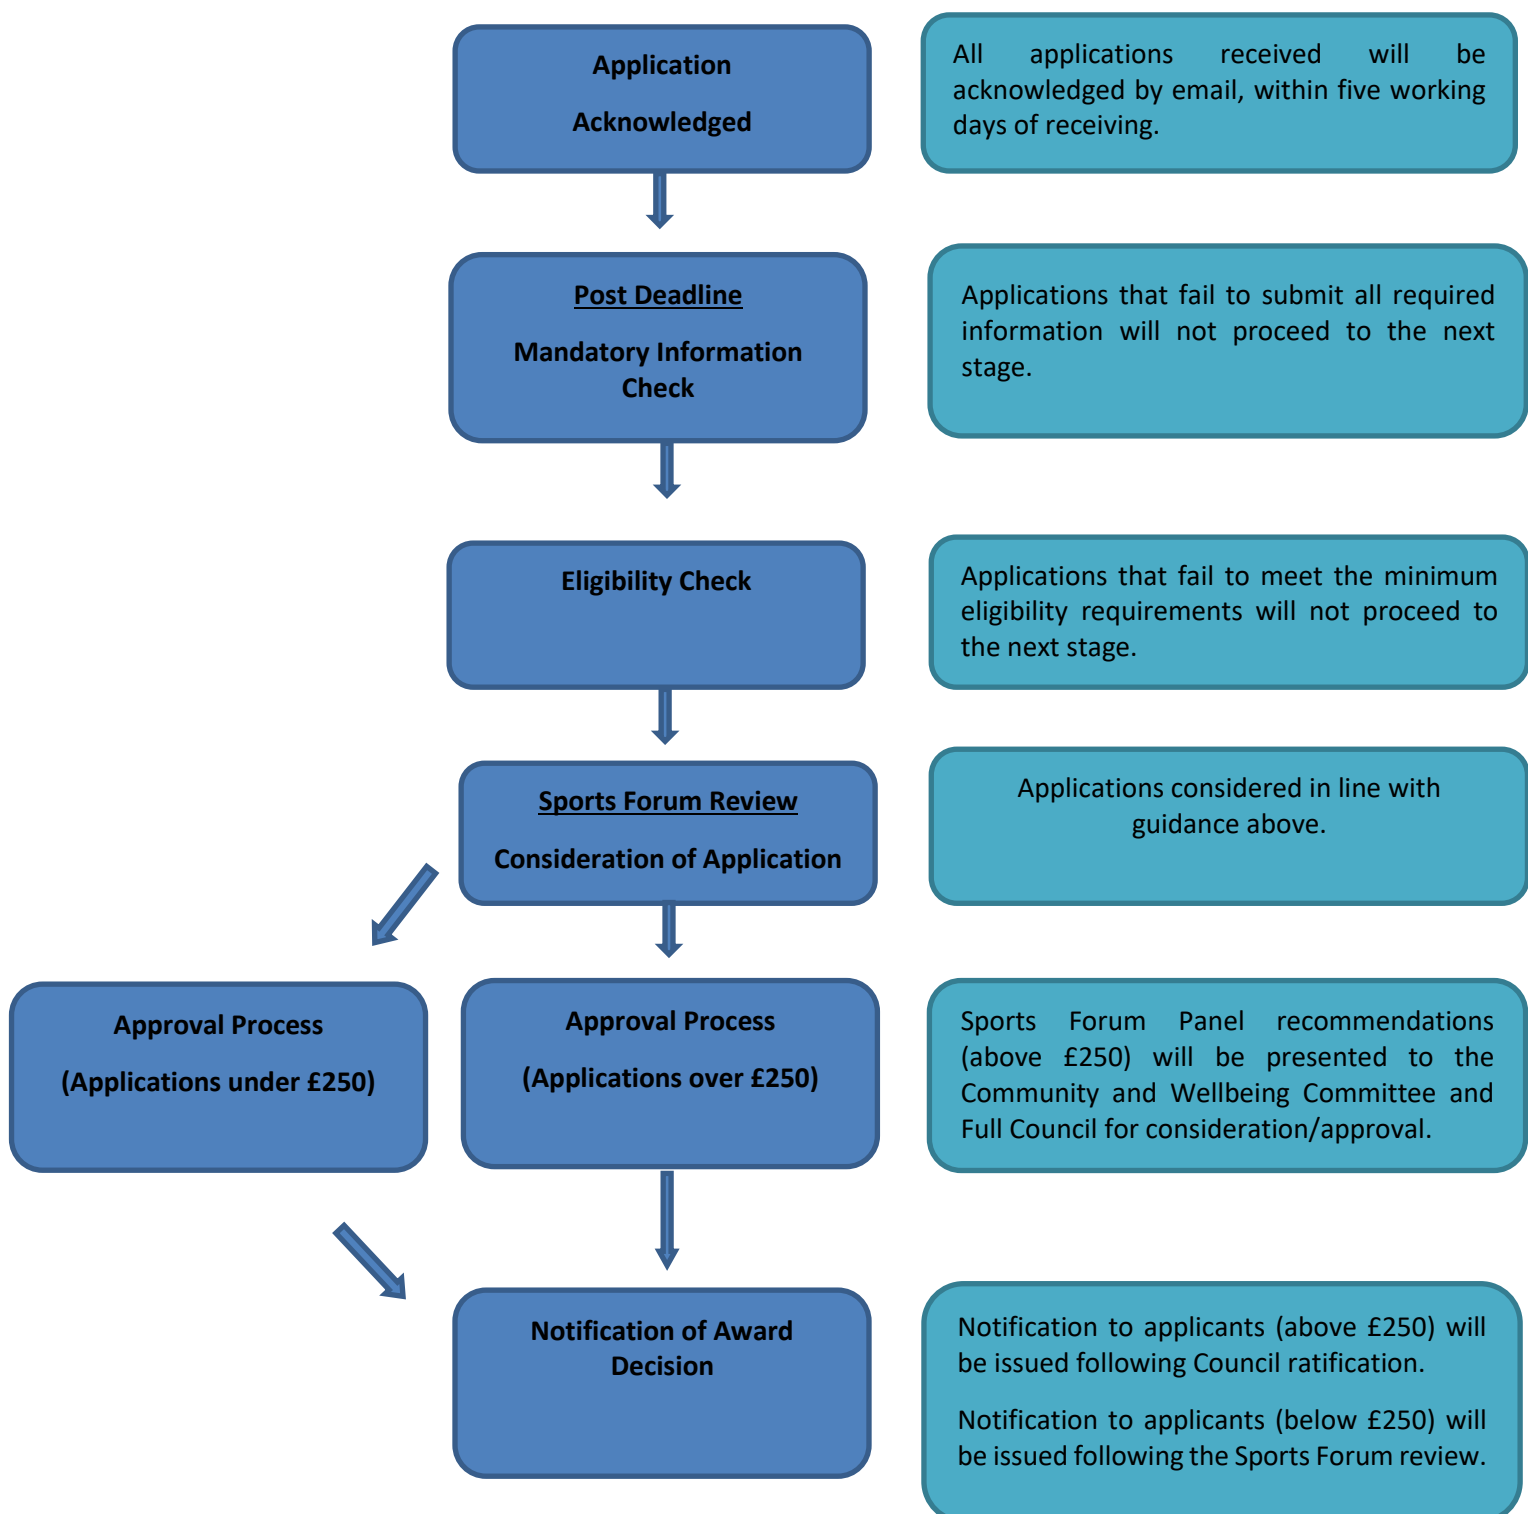 Application
Acknowledged
All applications received will be
acknowledged by email, within five working
days of receiving.
Post Deadline
Mandatory Information
Check
Applications that fail to submit all required
information will not proceed to the next
stage.
Eligibility Check
Applications that fail to meet the minimum
eligibility requirements will not proceed to
the next stage.
Sports Forum Review
Consideration of Application
Applications considered in line with
guidance above.
Approval Process
(Applications under £250)
Approval Process
(Applications over £250)
Sports Forum Panel recommendations
(above £250) will be presented to the
Community and Wellbeing Committee and
Full Council for consideration/approval.
Notification of Award
Decision
Notification to applicants (above £250) will
be issued following Council ratification.
Notification to applicants (below £250) will
be issued following the Sports Forum review.